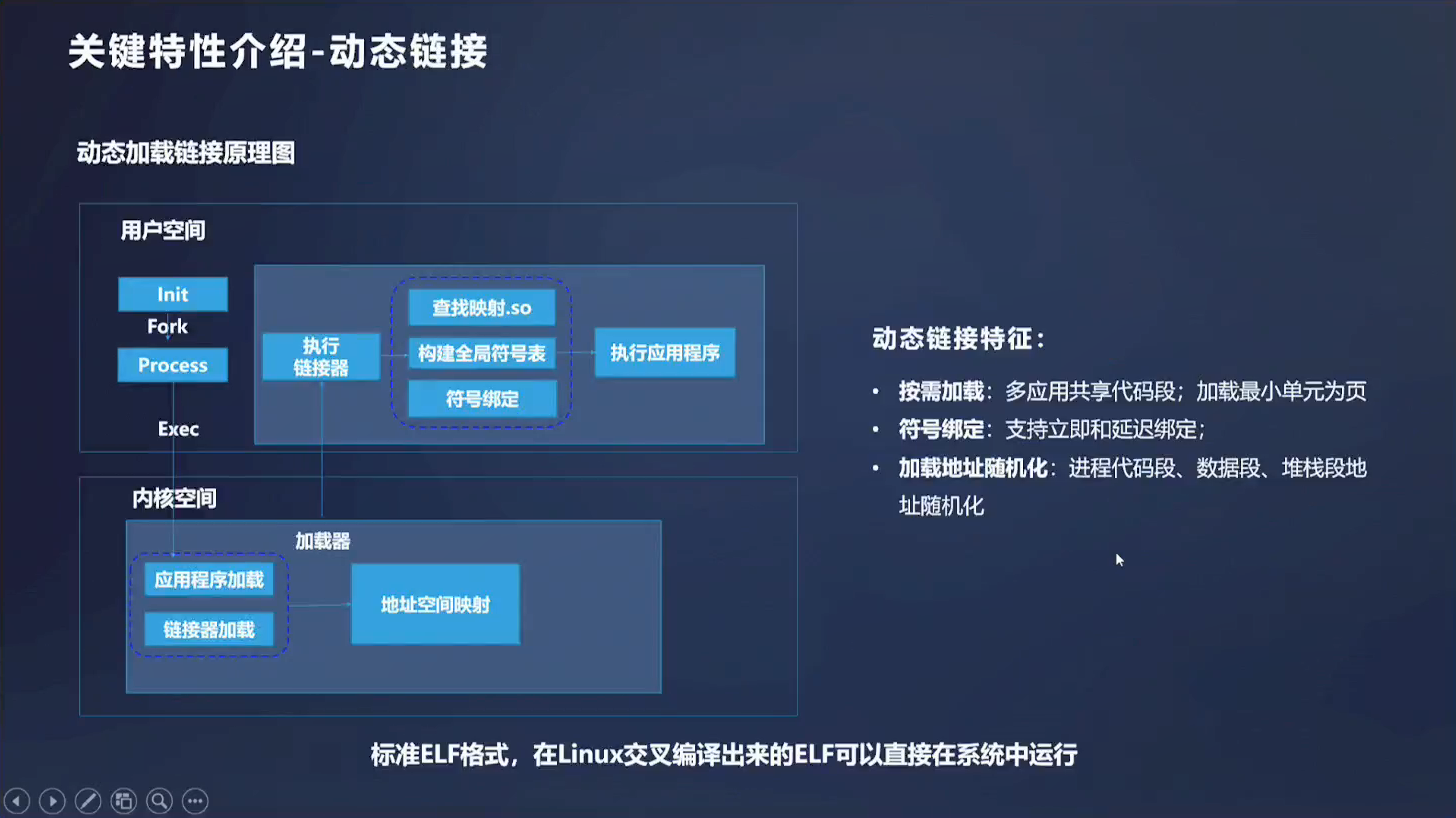 关键特性介绍-动态链接
动态加载链接原理图
用户空间
Init
Fork
Process
Exec
执行
链接器
查找映射.so
构建全局符号表
符号绑定
执行应用程序
内核空间
加载器
应用程序加载
链接器加载
地址空间映射
动态链接特征：
• 按需加载：多应用共享代码段；加载最小单元为页
• 符号绑定：支持立即和延迟绑定；
• 加载地址随机化：进程代码段、数据段、堆栈段地
址随机化
标准ELF格式，在Linux交叉编译出来的ELF可以直接在系统中运行